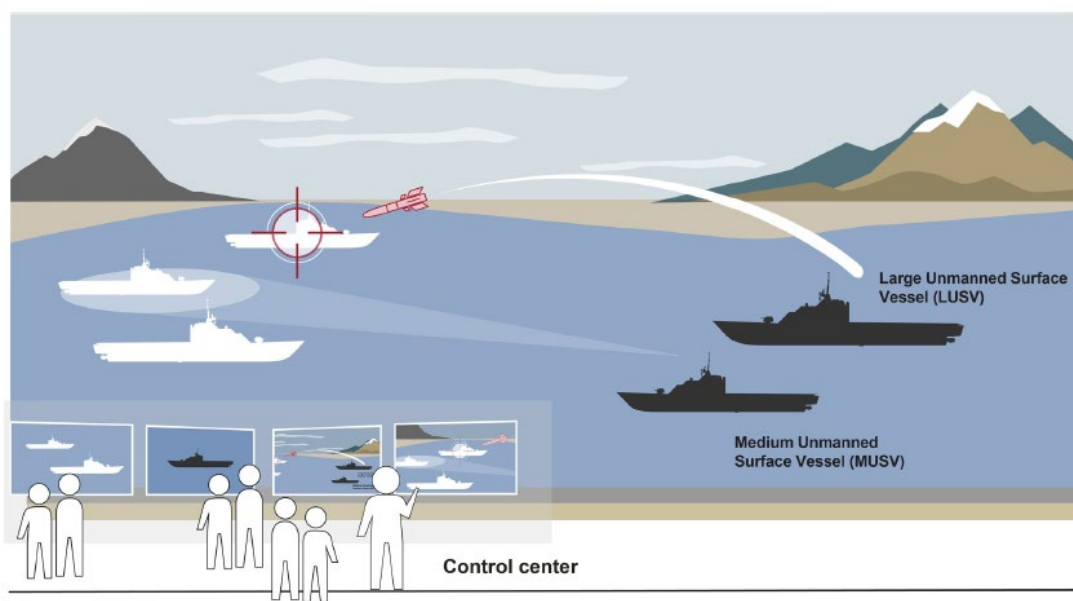 Large Unmanned Surface
Vessel (LUSV)
Medium Unmanned
Surface Vessel (MUSV)
Control center